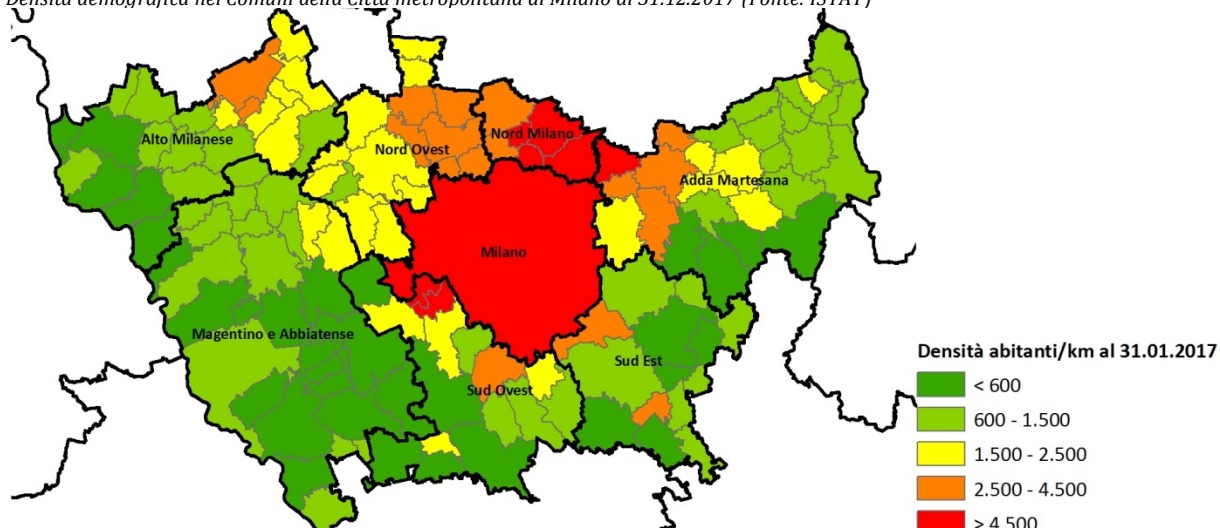 Densità demografica nei Comuni della Città metropolitana di Milano al 31.12.2017 (Fonte: ISTAT)
Alto Milanese
Nord Ovest
Nord Milano
Adda Martesana
Milano
Magentino e Abbiatense
Sud Ovest
Sud Est
Densità abitanti/km al 31.01.2017
< 600
600 - 1.500
1.500 - 2.500
2.500 - 4.500
> 4.500